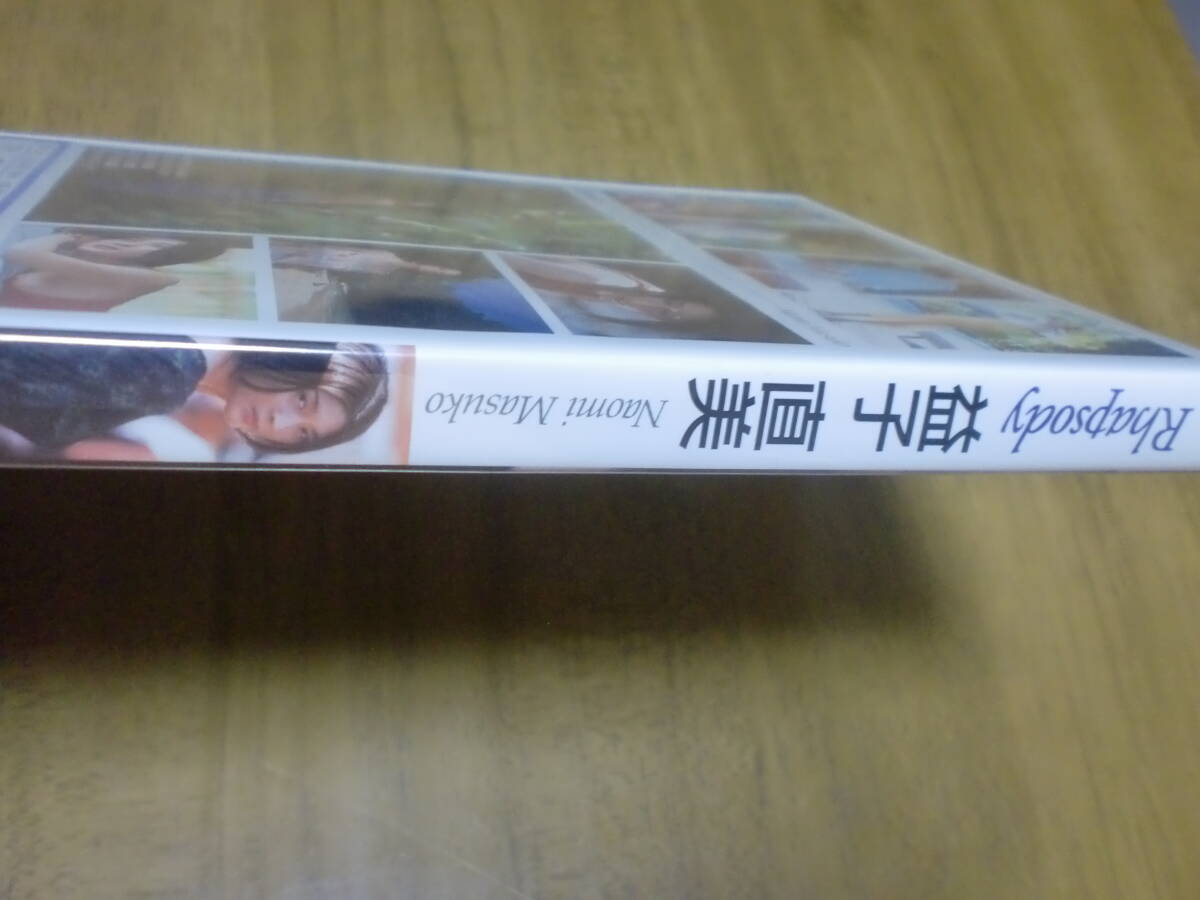 Rhapsody
益子 直美
Naomi Masuko